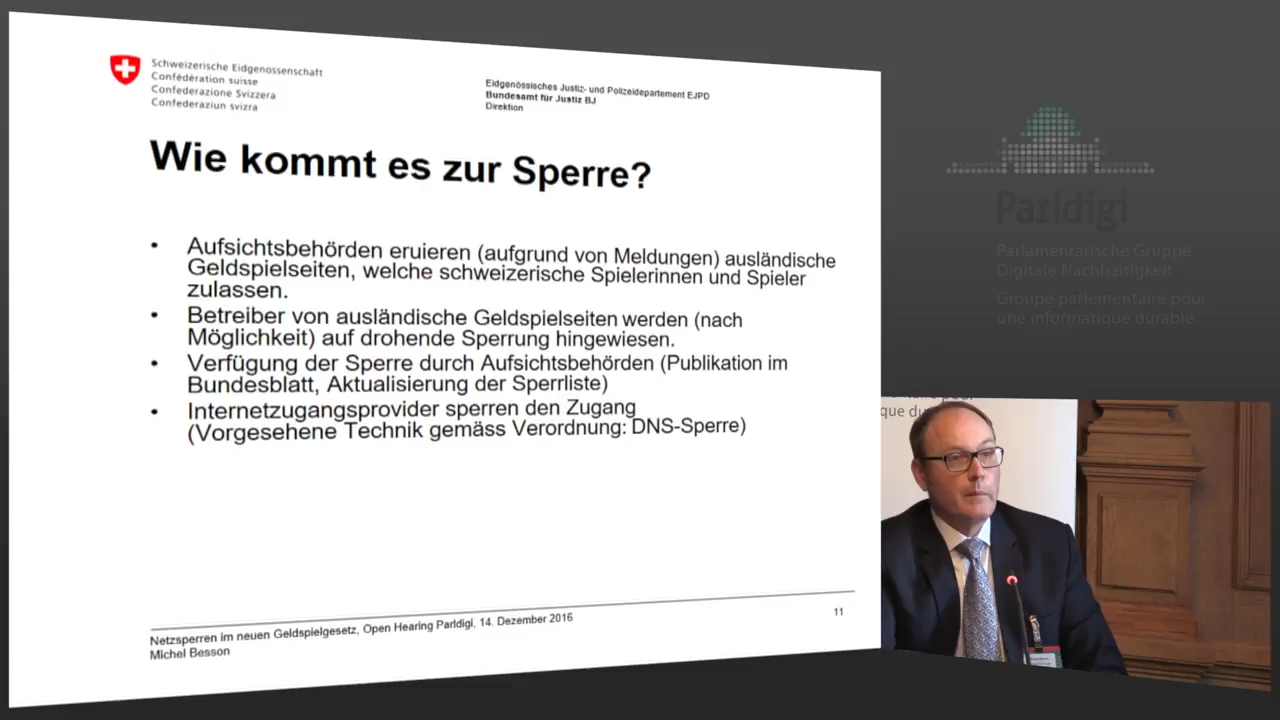 Schweizerische Eidgenossenschaft
Confédération suisse
Confederazione Svizzera
Confederaziun svizra
Eidgenössisches Justiz- und Polizeidepartement EJPD
Bundesamt für Justiz BJ
Direktion
Wie kommt es zur Sperre?
• Aufsichtsbehörden eruieren (aufgrund von Meldungen) ausländische
Geldspielseiten, welche schweizerische Spielerinnen und Spieler
zulassen.
• Betreiber von ausländische Geldspielseiten werden (nach
Möglichkeit) auf drohende Sperrung hingewiesen.
• Verfügung der Sperre durch Aufsichtsbehörden (Publikation im
Bundesblatt, Aktualisierung der Sperrliste)
• Internetzugangsprovider sperren den Zugang
(Vorgesehene Technik gemäss Verordnung: DNS-Sperre)
Netzsperren im neuen Geldspielgesetz, Open Hearing Parldigi, 14. Dezember 2016
Michel Besson
11
Parldigi
Parlamentarische Gruppe
Digitale Nachhaltigkeit
Groupe parlementaire pour
une informatique durable
que du